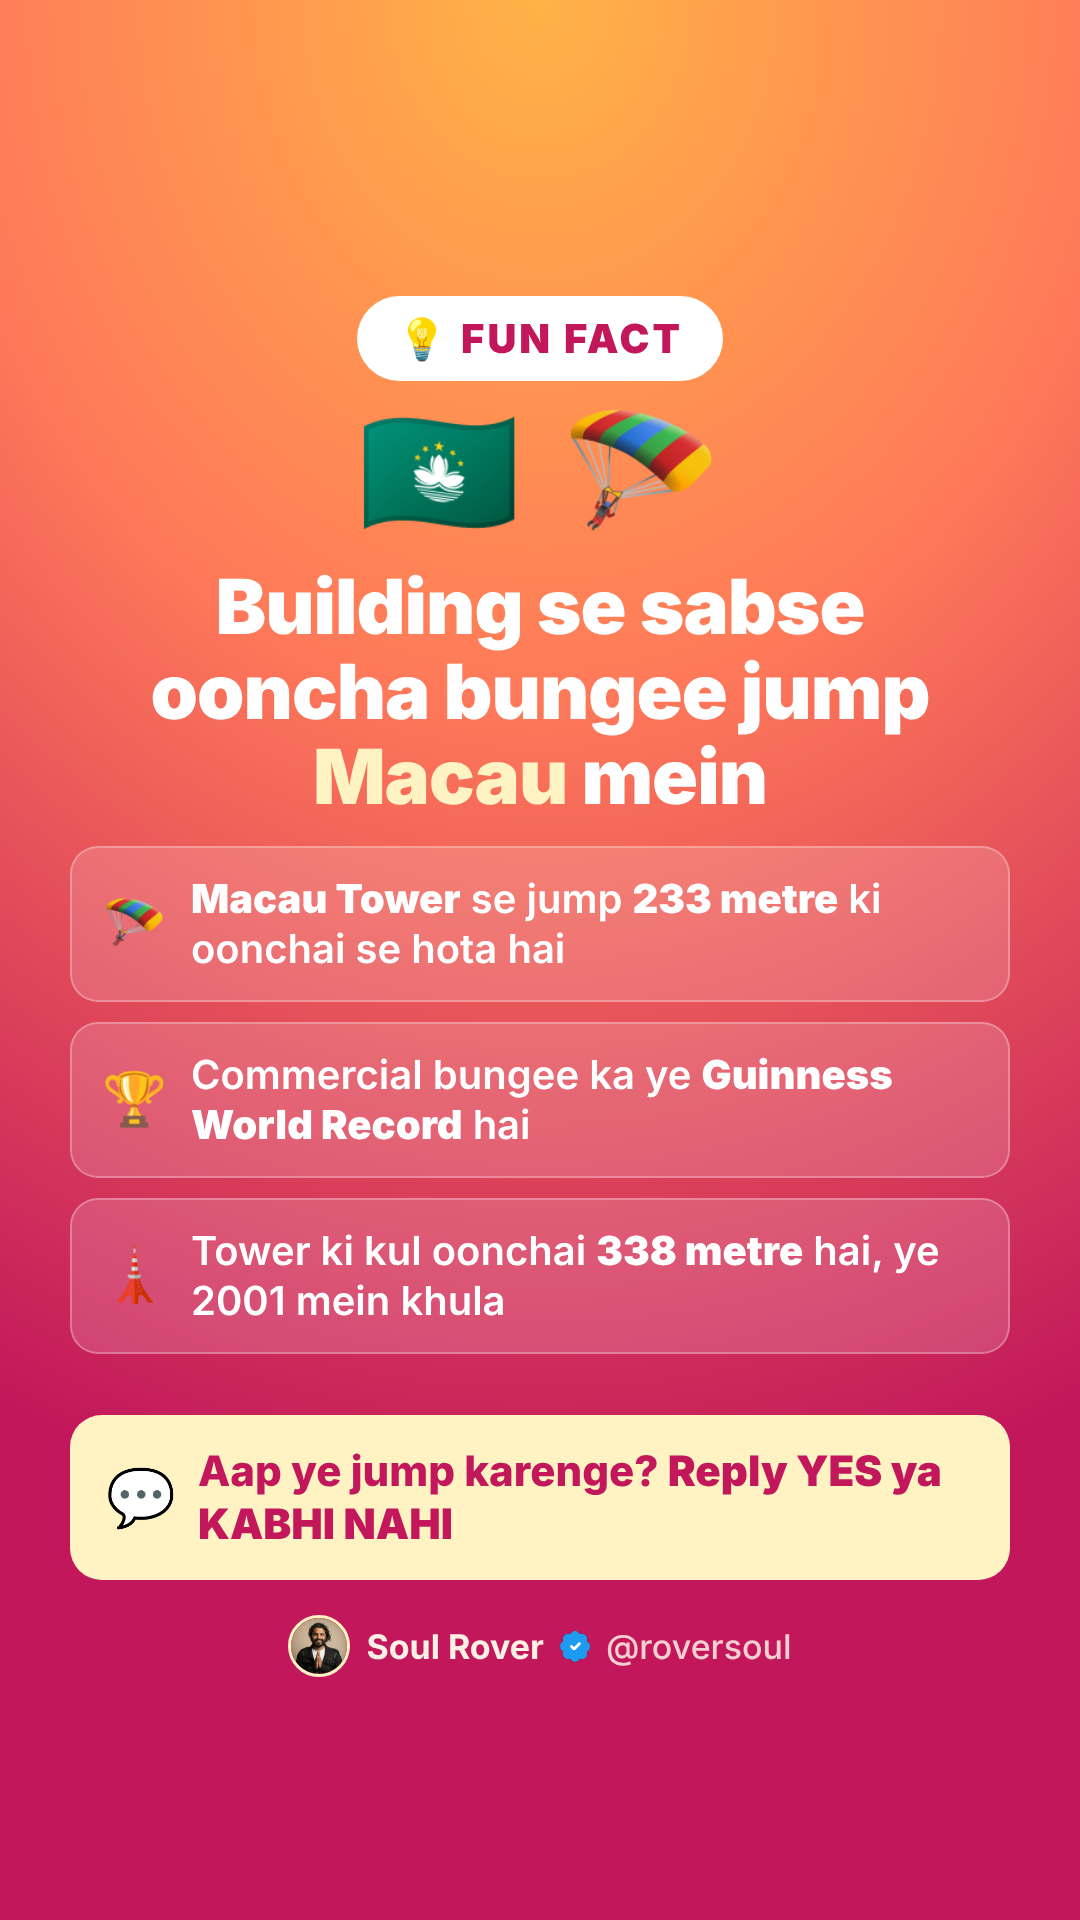 💡 FUN FACT
Building se sabse
ooncha bungee jump
Macau mein
Macau Tower se jump 233 metre ki
oonchai se hota hai
Commercial bungee ka ye Guinness
World Record hai
Tower ki kul oonchai 338 metre hai, ye
2001 mein khula
Aap ye jump karenge? Reply YES ya
KABHI NAHI
Soul Rover @roversoul